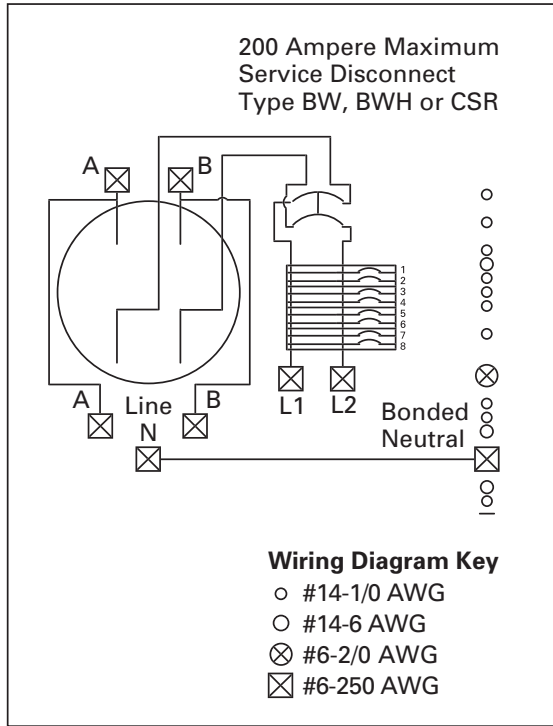 200 Ampere Maximum
Service Disconnect
Type BW, BWH or CSR
A
B
1
2
3
4
5
6
7
8
A
Line
B
N
L1
L2
Bonded
Neutral
Wiring Diagram Key
#14-1/0 AWG
#14-6 AWG
#6-2/0 AWG
#6-250 AWG